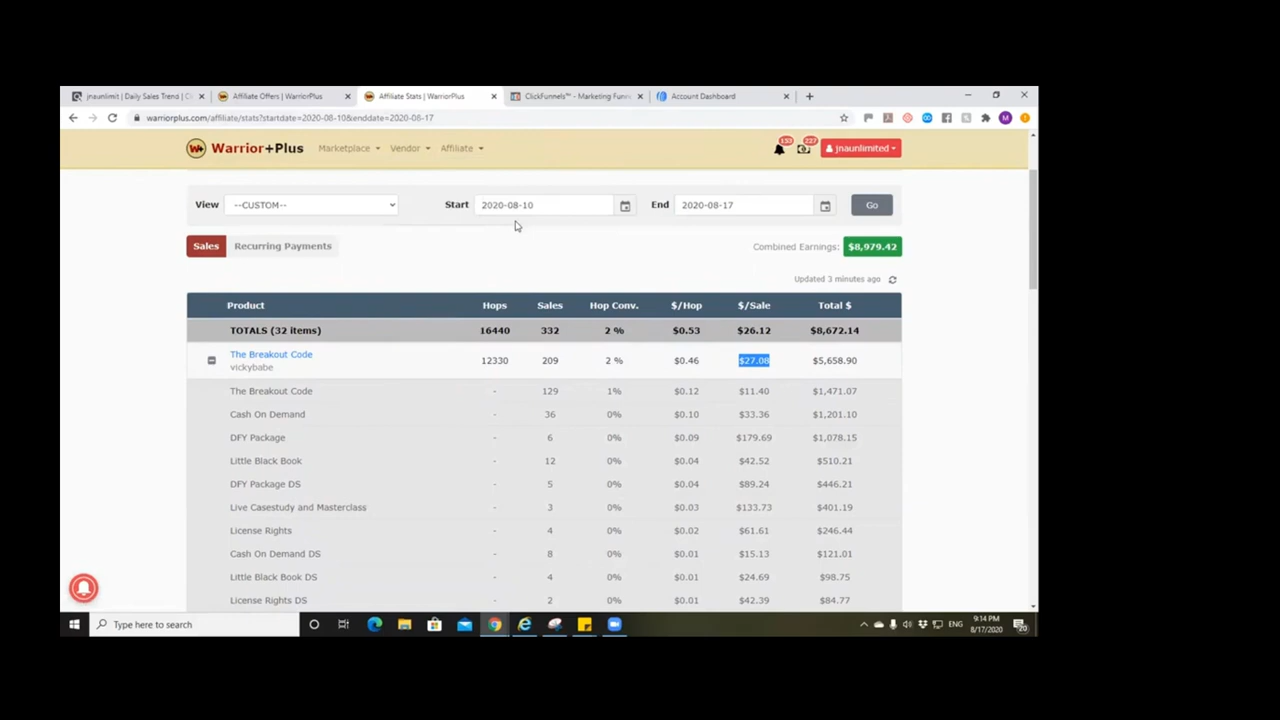 jnaunlimit | Daily Sales Trend | C
Affiliate Offers | WarriorPlus
Affiliate Stats | WarriorPlus
ClickFunnels™ - Marketing Funn
Account Dashboard
warriorplus.com/affiliate/stats?startdate=2020-08-10&enddate=2020-08-17
Warrior+Plus Marketplace Vendor Affiliate jnaunlimited
View --CUSTOM-- Start 2020-08-10 End 2020-08-17 Go
Sales Recurring Payments Combined Earnings: $8,979.42
Updated 3 minutes ago
Product Hops Sales Hop Conv. $/Hop $/Sale Total $
TOTALS (32 items) 16440 332 2 % $0.53 $26.12 $8,672.14
The Breakout Code 12330 209 2 % $0.46 $27.08 $5,658.90
vickybabe
The Breakout Code - 129 1% $0.12 $11.40 $1,471.07
Cash On Demand - 36 0% $0.10 $33.36 $1,201.10
DFY Package - 6 0% $0.09 $179.69 $1,078.15
Little Black Book - 12 0% $0.04 $42.52 $510.21
DFY Package DS - 5 0% $0.04 $89.24 $446.21
Live Casestudy and Masterclass - 3 0% $0.03 $133.73 $401.19
License Rights - 4 0% $0.02 $61.61 $246.44
Cash On Demand DS - 8 0% $0.01 $15.13 $121.01
Little Black Book DS - 4 0% $0.01 $24.69 $98.75
License Rights DS - 2 0% $0.01 $42.39 $84.77
Type here to search
ENG
9:14 PM
8/17/2020